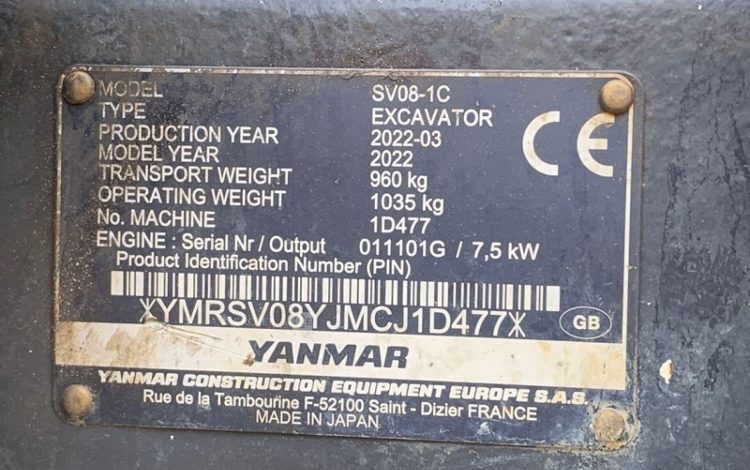 MODEL SV08-1C
TYPE EXCAVATOR
PRODUCTION YEAR 2022-03
MODEL YEAR 2022
TRANSPORT WEIGHT 960 kg
OPERATING WEIGHT 1035 kg
No. MACHINE 1D477
ENGINE : Serial Nr / Output 011101G / 7,5 kW
Product Identification Number (PIN)
*YMRSV08YJMCJ1D477*
CE
GB
YANMAR
YANMAR CONSTRUCTION EQUIPMENT EUROPE S.A.S.
Rue de la Tambourine F-52100 Saint - Dizier FRANCE
MADE IN JAPAN